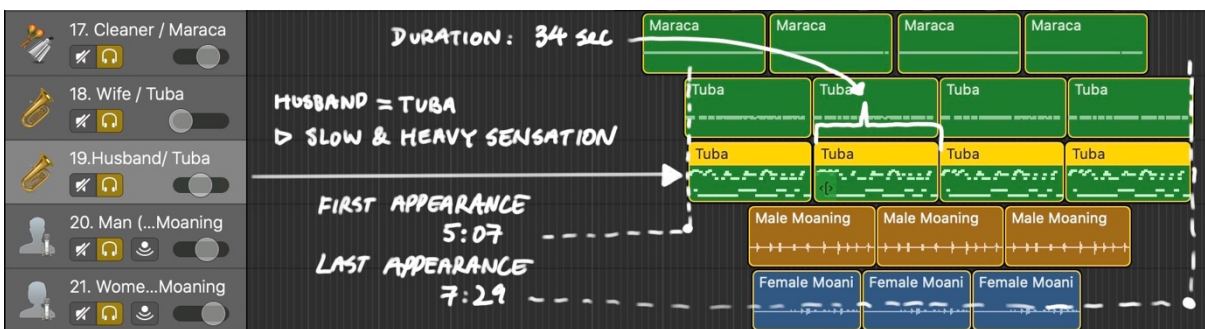 17. Cleaner / Maraca
DURATION: 34 sec
Maraca
Maraca
Maraca
Maraca
18. Wife / Tuba
HUSBAND = TUBA
▷ SLOW & HEAVY SENSATION
Tuba
Tuba
Tuba
Tuba
19.Husband/ Tuba
Tuba
Tuba
Tuba
Tuba
FIRST APPEARANCE
5:07
20. Man (...Moaning
Male Moaning
Male Moaning
Male Moaning
LAST APPEARANCE
7:29
21. Wome...Moaning
Female Moani
Female Moani
Female Moani